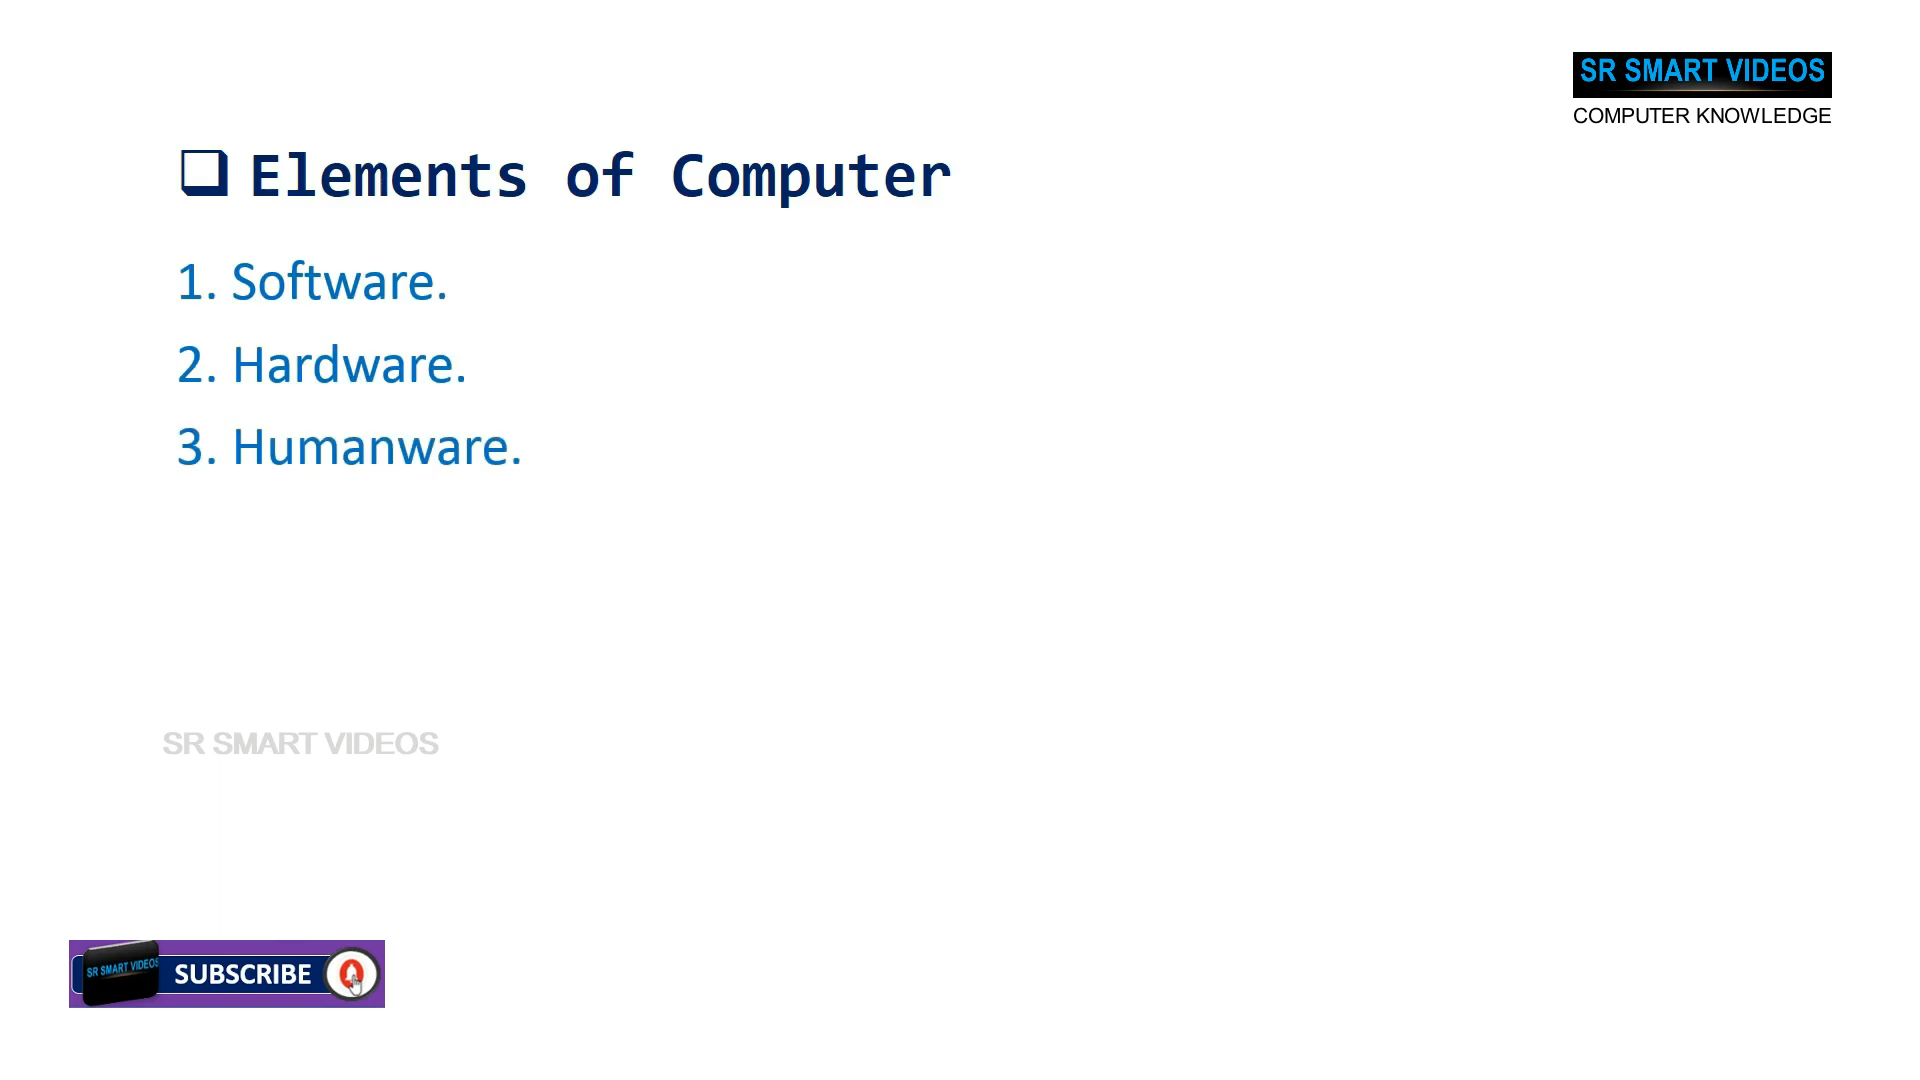 SR SMART VIDEOS
COMPUTER KNOWLEDGE
Elements of Computer
1. Software.
2. Hardware.
3. Humanware.
SR SMART VIDEOS
SR SMART VIDEOS
SUBSCRIBE